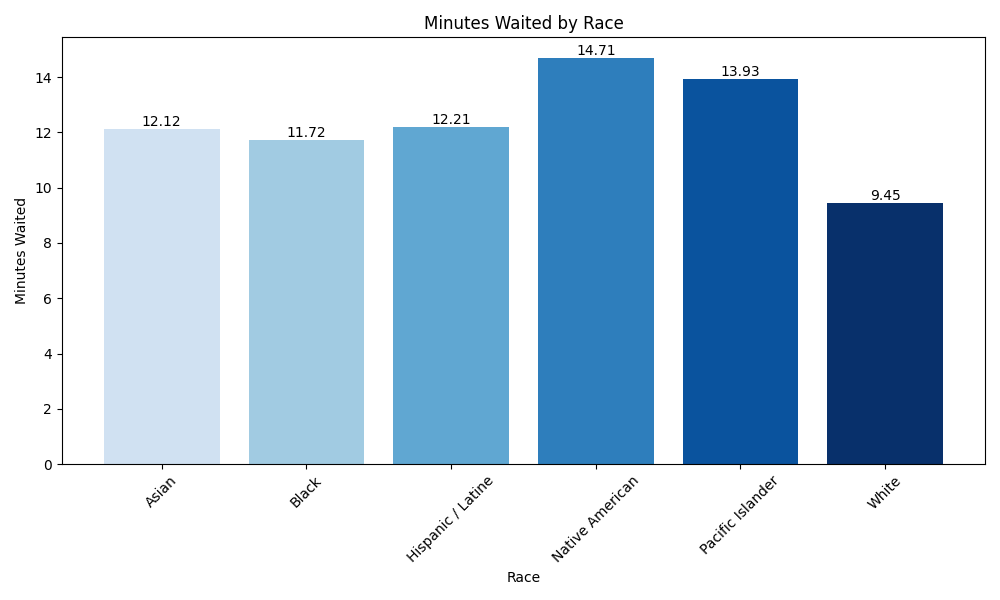 Minutes Waited by Race
Minutes Waited
14
12
10
8
6
4
2
0
12.12
11.72
12.21
14.71
13.93
9.45
Asian
Black
Hispanic / Latine
Native American
Pacific Islander
White
Race